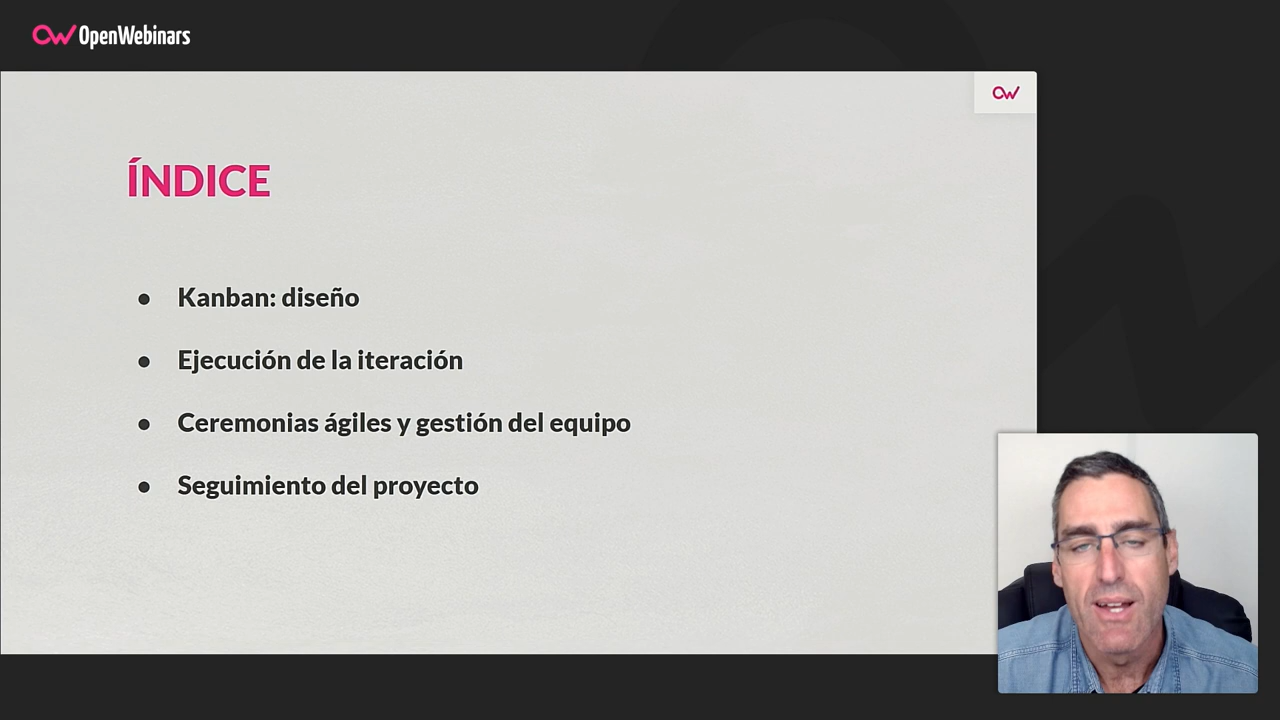 OpenWebinars
ÍNDICE
● Kanban: diseño
● Ejecución de la iteración
● Ceremonias ágiles y gestión del equipo
● Seguimiento del proyecto